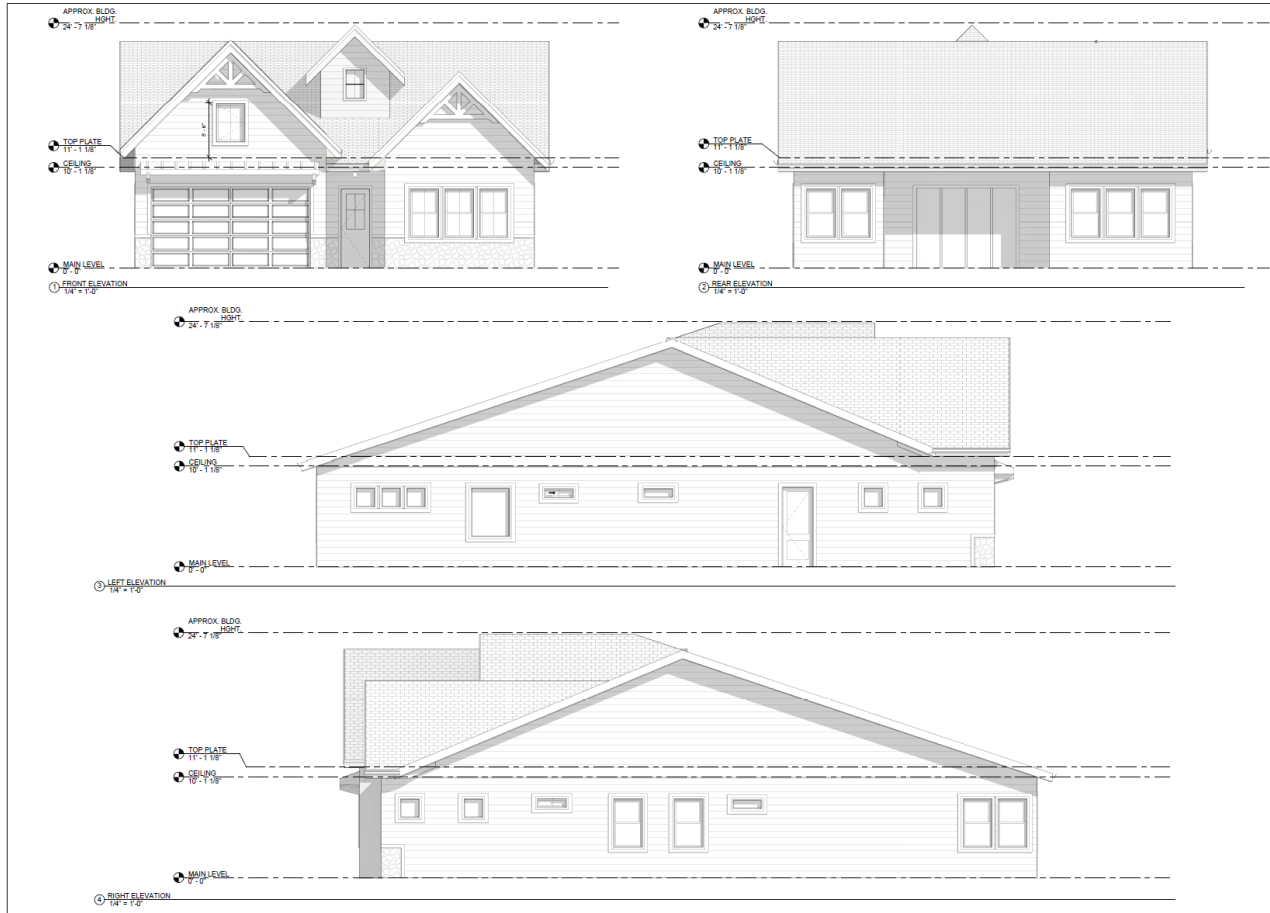 APPROX. BLDG.
HGHT.
24' - 7 1/8"
TOP PLATE
11' - 1 1/8"
CEILING
10' - 1 1/8"
MAIN LEVEL
0' - 0"
5' - 6"
1 FRONT ELEVATION
1/4" = 1'-0"
APPROX. BLDG.
HGHT.
24' - 7 1/8"
TOP PLATE
11' - 1 1/8"
CEILING
10' - 1 1/8"
MAIN LEVEL
0' - 0"
2 REAR ELEVATION
1/4" = 1'-0"
APPROX. BLDG.
HGHT.
24' - 7 1/8"
TOP PLATE
11' - 1 1/8"
CEILING
10' - 1 1/8"
MAIN LEVEL
0' - 0"
3 LEFT ELEVATION
1/4" = 1'-0"
APPROX. BLDG.
HGHT.
24' - 7 1/8"
TOP PLATE
11' - 1 1/8"
CEILING
10' - 1 1/8"
MAIN LEVEL
0' - 0"
4 RIGHT ELEVATION
1/4" = 1'-0"